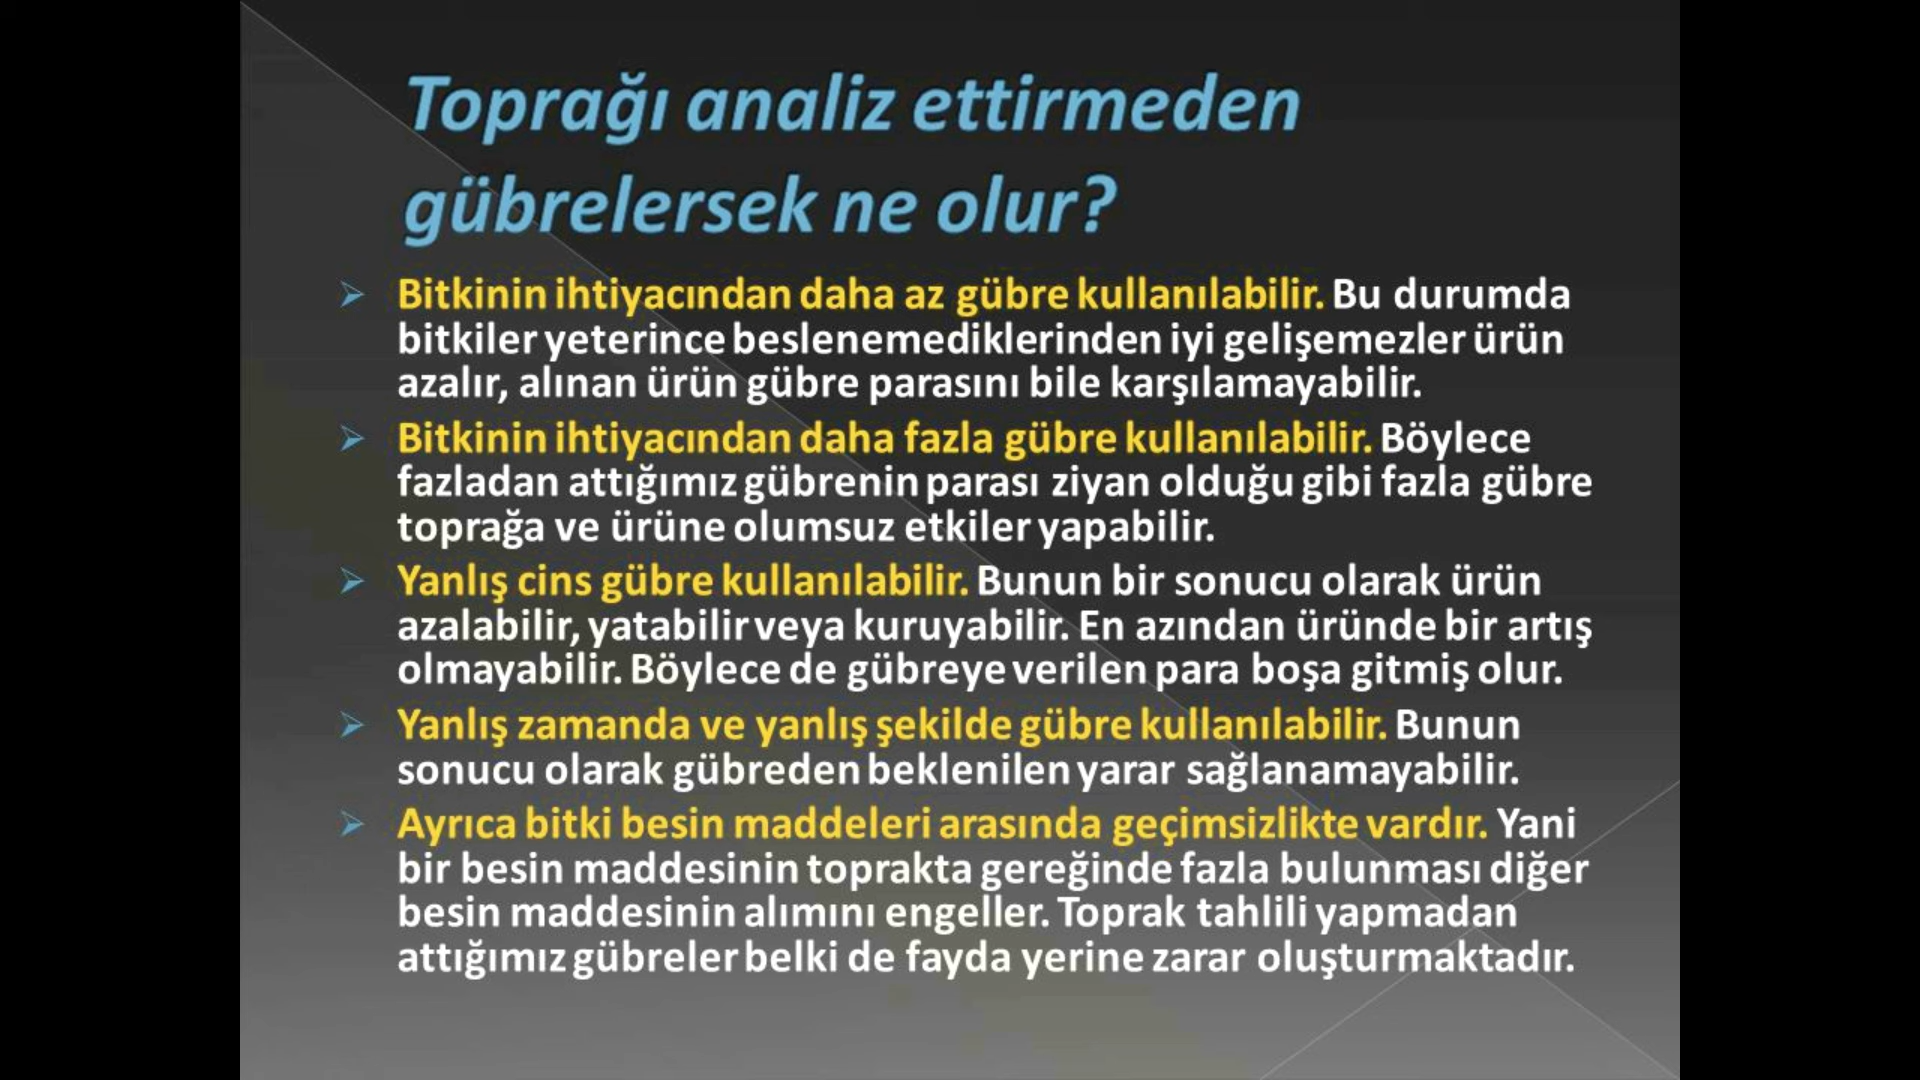 Toprağı analiz ettirmeden
gübrelersek ne olur?
Bitkinin ihtiyacından daha az gübre kullanılabilir. Bu durumda
bitkiler yeterince beslenemediklerinden iyi gelişemezler ürün
azalır, alınan ürün gübre parasını bile karşılamayabilir.
Bitkinin ihtiyacından daha fazla gübre kullanılabilir. Böylece
fazladan attığımız gübrenin parası ziyan olduğu gibi fazla gübre
toprağa ve ürüne olumsuz etkiler yapabilir.
Yanlış cins gübre kullanılabilir. Bunun bir sonucu olarak ürün
azalabilir, yatabilir veya kuruyabilir. En azından üründe bir artış
olmayabilir. Böylece de gübreye verilen para boşa gitmiş olur.
Yanlış zamanda ve yanlış şekilde gübre kullanılabilir. Bunun
sonucu olarak gübreden beklenilen yarar sağlanamayabilir.
Ayrıca bitki besin maddeleri arasında geçimsizlikte vardır. Yani
bir besin maddesinin toprakta gereğinde fazla bulunması diğer
besin maddesinin alımını engeller. Toprak tahlili yapmadan
attığımız gübreler belki de fayda yerine zarar oluşturmaktadır.